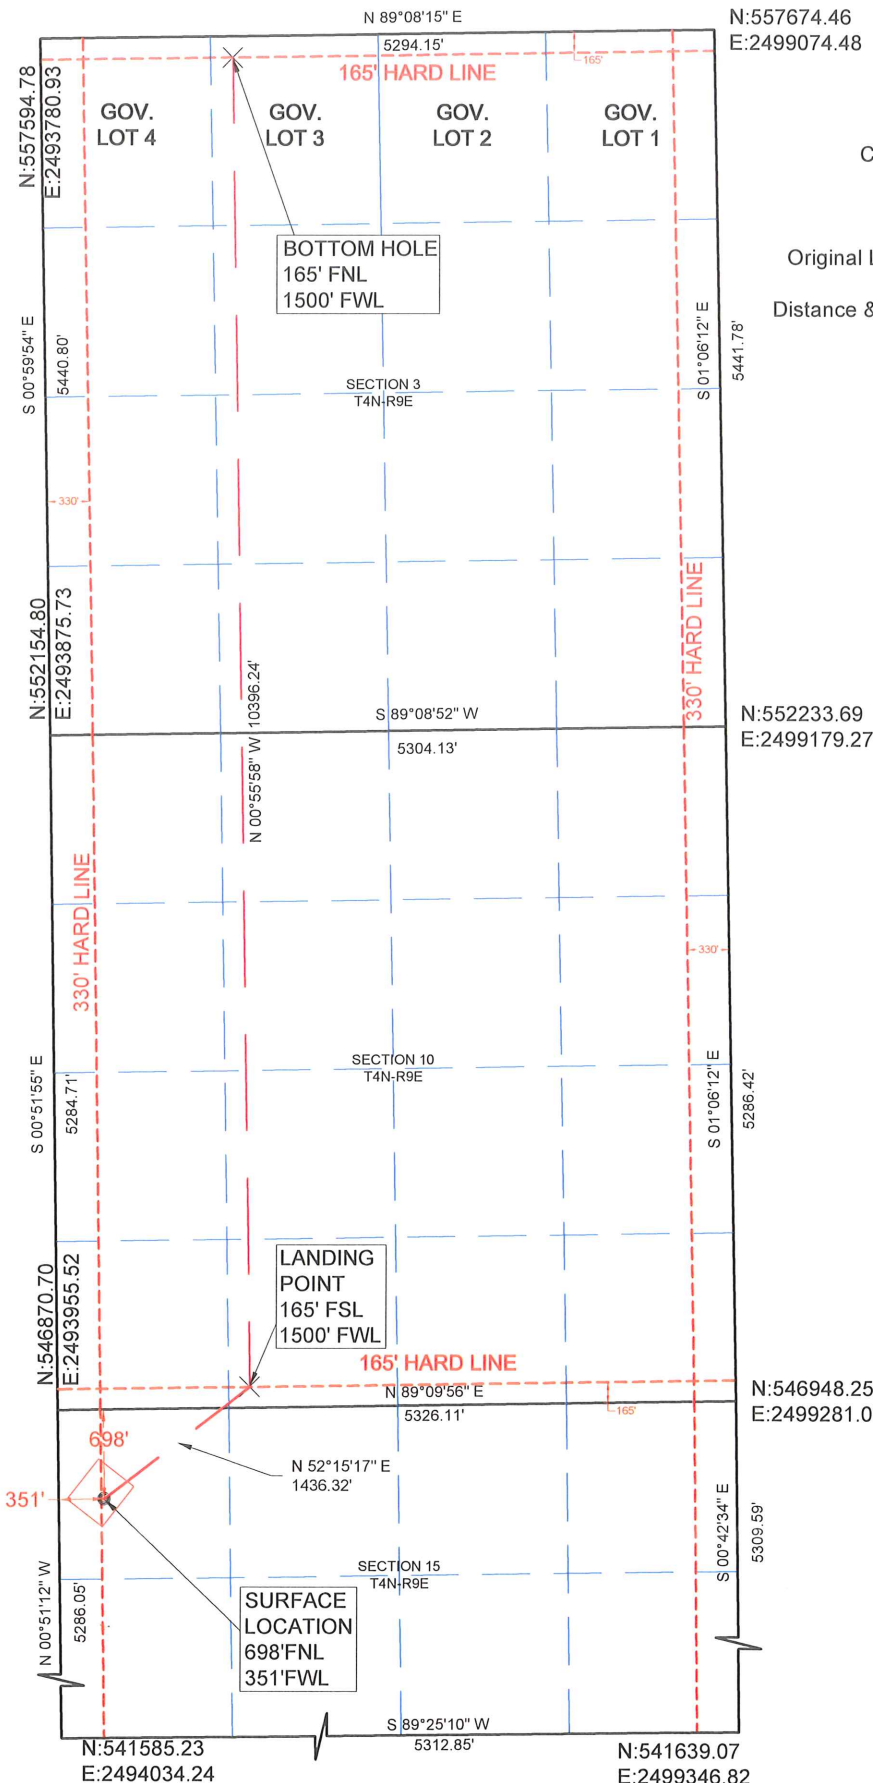 N 89°08'15" E
5294.15'
N:557674.46
E:2499074.48
165'
165' HARD LINE
N:557594.78
E:2493780.93
GOV.
LOT 4
GOV.
LOT 3
GOV.
LOT 2
GOV.
LOT 1
C
BOTTOM HOLE
165' FNL
1500' FWL
Original L
Distance &
S 00°59'54" E
5440.80'
SECTION 3
T4N-R9E
S 01°06'12" E
5441.78'
330'
N:552154.80
E:2493875.73
330' HARD LINE
N 00°55'58" W 10396.24'
S 89°08'52" W
5304.13'
N:552233.69
E:2499179.27
330' HARD LINE
330'
S 00°51'55" E
5284.71'
SECTION 10
T4N-R9E
S 01°06'12" E
5286.42'
LANDING
POINT
165' FSL
1500' FWL
N:546870.70
E:2493955.52
165' HARD LINE
N 89°09'56" E
5326.11'
165'
N:546948.25
E:2499281.0
698'
351'
N 52°15'17" E
1436.32'
S 00°42'34" E
5309.59'
SECTION 15
T4N-R9E
N 00°51'12" W
5286.05'
SURFACE
LOCATION
698'FNL
351'FWL
S 89°25'10" W
5312.85'
N:541585.23
E:2494034.24
N:541639.07
E:2499346.82